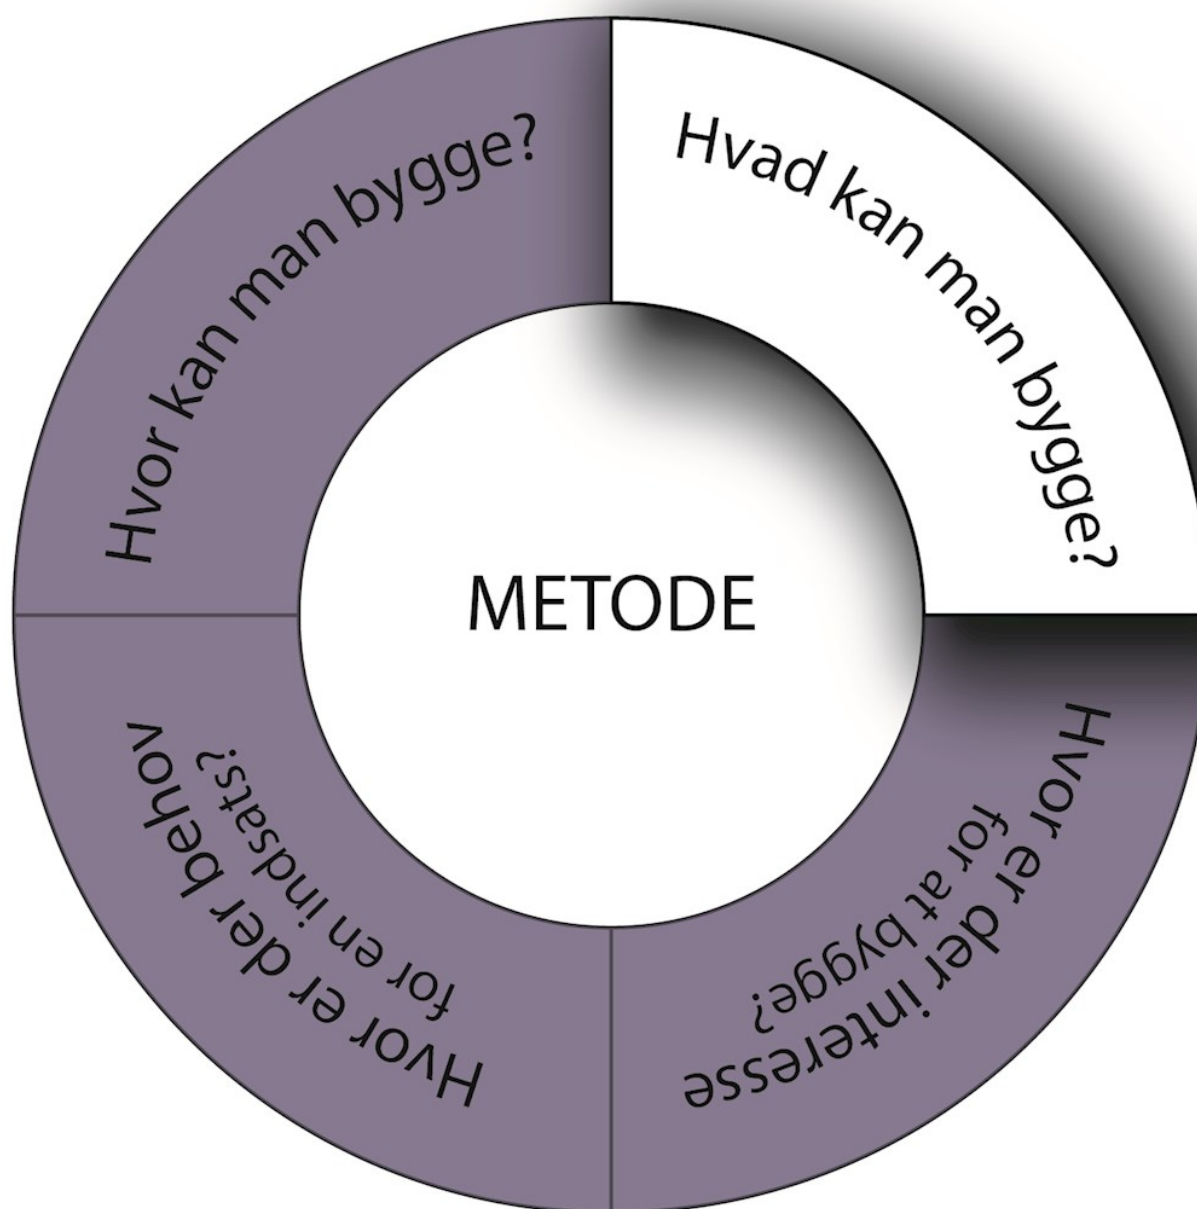 Hvad kan man bygge?
Hvor er der interesse
for at bygge?
Hvor er der behov
for en indsats?
Hvor kan man bygge?
METODE